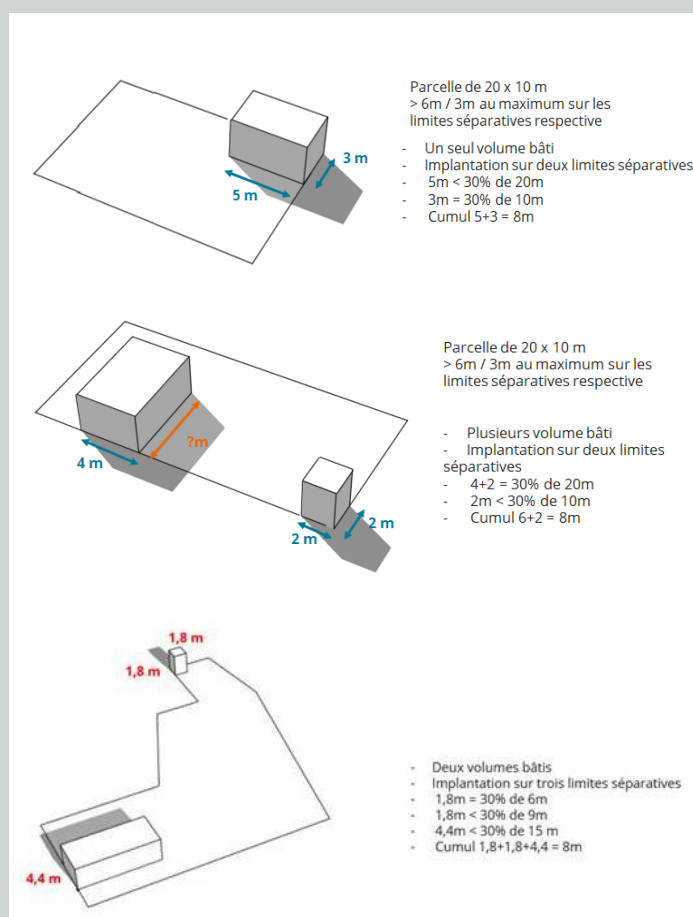 Parcelle de 20 x 10 m
> 6m / 3m au maximum sur les
limites séparatives respective
- Un seul volume bâti
- Implantation sur deux limites séparatives
- 5m < 30% de 20m
- 3m = 30% de 10m
- Cumul 5+3 = 8m
3 m
5 m
Parcelle de 20 x 10 m
> 6m / 3m au maximum sur les
limites séparatives respective
- Plusieurs volume bâti
- Implantation sur deux limites
séparatives
- 4+2 = 30% de 20m
- 2m < 30% de 10m
- Cumul 6+2 = 8m
?m
4 m
2 m
2 m
1,8 m
1,8 m
- Deux volumes bâtis
- Implantation sur trois limites séparatives
- 1,8m = 30% de 6m
- 1,8m < 30% de 9m
- 4,4m < 30% de 15 m
- Cumul 1,8+1,8+4,4 = 8m
4,4 m